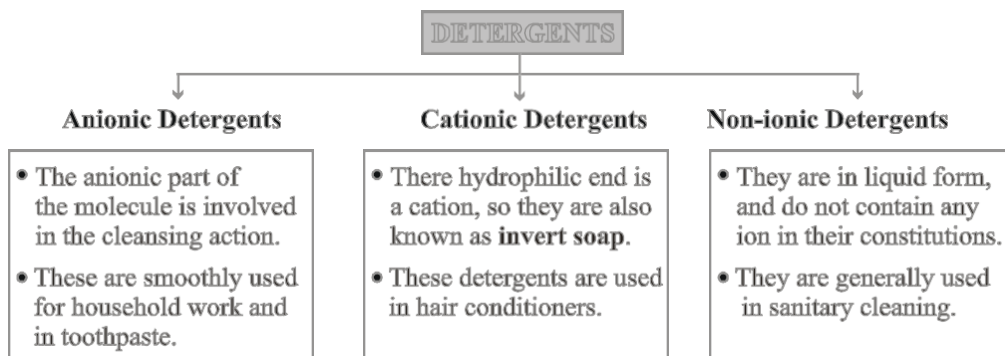 DETERGENTS
Anionic Detergents
Cationic Detergents
Non-ionic Detergents
• The anionic part of
the molecule is involved
in the cleansing action.
• These are smoothly used
for household work and
in toothpaste.
• There hydrophilic end is
a cation, so they are also
known as invert soap.
• These detergents are used
in hair conditioners.
• They are in liquid form,
and do not contain any
ion in their constitutions.
• They are generally used
in sanitary cleaning.